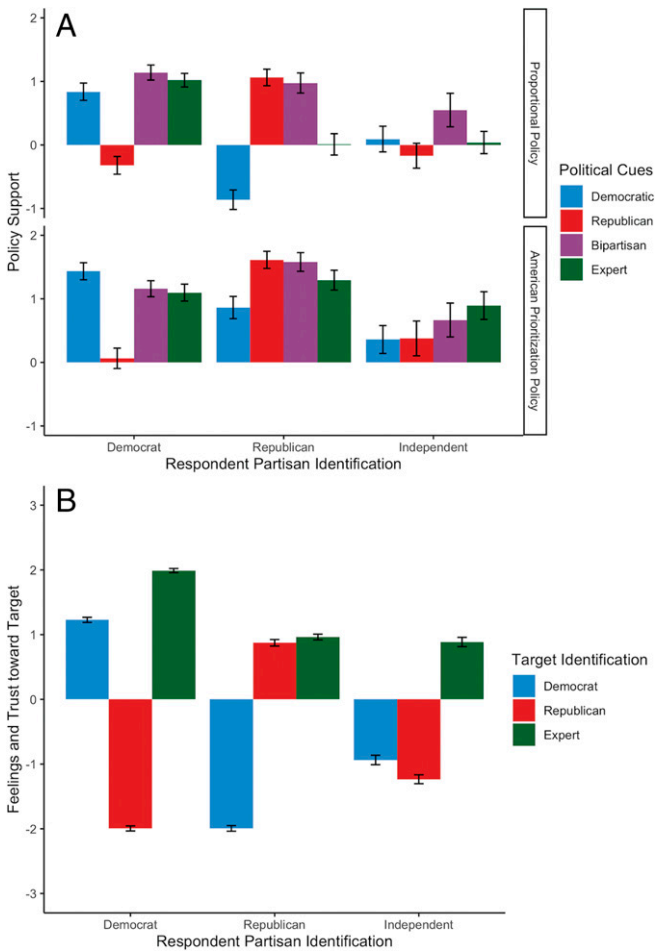 A
2
1
0
-1
2
1
0
-1
Policy Support
Proportional Policy
American Prioritization Policy
Democrat
Republican
Independent
Respondent Partisan Identification
Political Cues
Democratic
Republican
Bipartisan
Expert
B
3
2
1
0
-1
-2
-3
Feelings and Trust toward Target
Democrat
Republican
Independent
Respondent Partisan Identification
Target Identification
Democrat
Republican
Expert